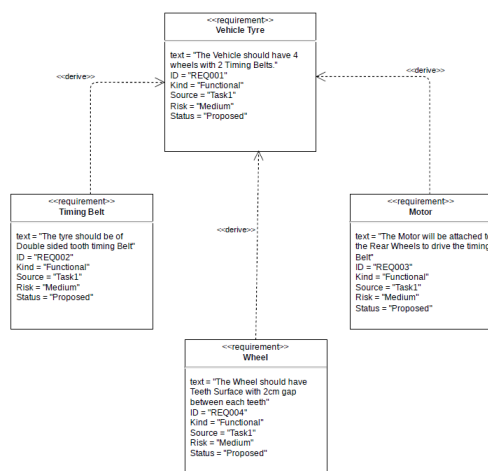 <<requirement>>
Vehicle Tyre
text = "The Vehicle should have 4
wheels with 2 Timing Belts."
ID = "REQ001"
Kind = "Functional"
Source = "Task1"
Risk = "Medium"
Status = "Proposed"
<<derive>>
<<derive>>
<<derive>>
<<requirement>>
Timing Belt
text = "The tyre should be of
Double sided tooth timing Belt"
ID = "REQ002"
Kind = "Functional"
Source = "Task1"
Risk = "Medium"
Status = "Proposed"
<<requirement>>
Motor
text = "The Motor will be attached to
the Rear Wheels to drive the timing
Belt"
ID = "REQ003"
Kind = "Functional"
Source = "Task1"
Risk = "Medium"
Status = "Proposed"
<<requirement>>
Wheel
text = "The Wheel should have
Teeth Surface with 2cm gap
between each teeth"
ID = "REQ004"
Kind = "Functional"
Source = "Task1"
Risk = "Medium"
Status = "Proposed"